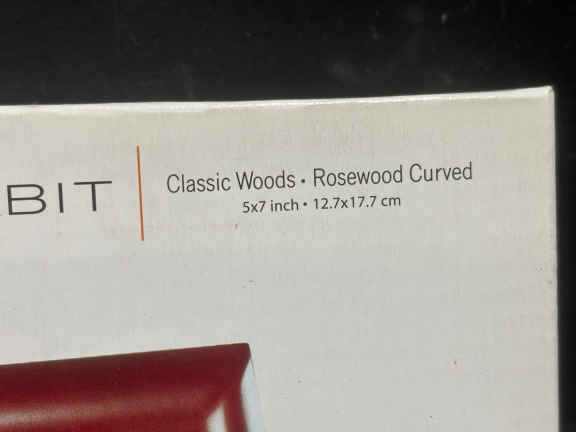 BIT
Classic Woods • Rosewood Curved
5x7 inch • 12.7x17.7 cm